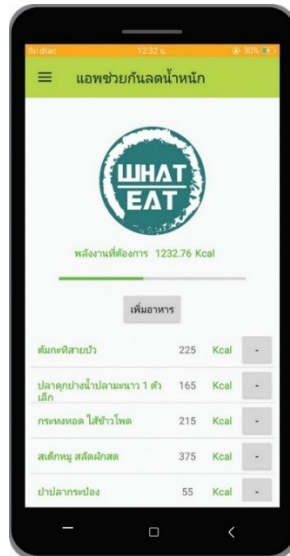 dtac 12:32 น. 30%
แอพช่วยกันลดน้ำหนัก
WHAT
EAT
พลังงานที่ต้องการ 1232.76 Kcal
เพิ่มอาหาร
ต้มกะทิสายบัว 225 Kcal -
ปลาดุกย่างน้ำปลามะนาว 1 ตัว
เล็ก 165 Kcal -
กระทงทอด ไส้ข้าวโพด 215 Kcal -
สเต็กหมู สลัดผักสด 375 Kcal -
ยำปลากระป๋อง 55 Kcal -